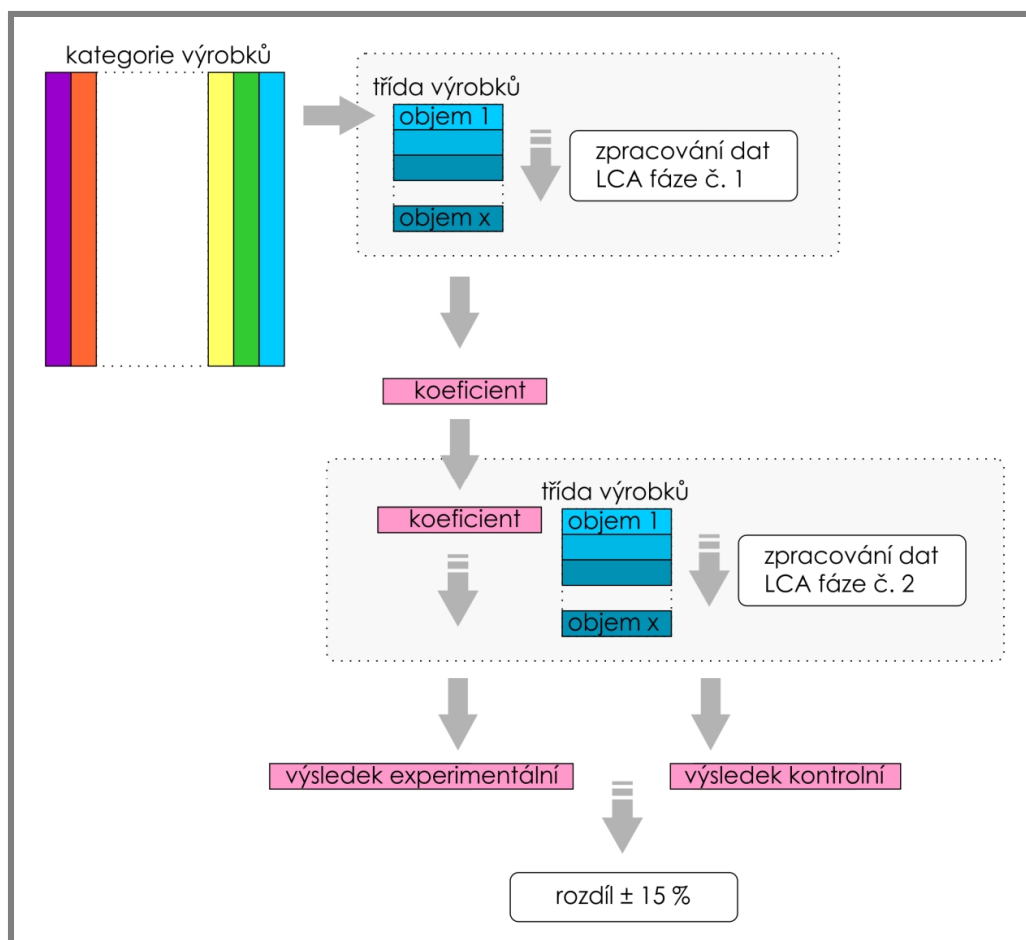 kategorie výrobků
třída výrobků
objem 1
objem x
zpracování dat
LCA fáze č. 1
koeficient
koeficient
třída výrobků
objem 1
objem x
zpracování dat
LCA fáze č. 2
výsledek experimentální
výsledek kontrolní
rozdíl ± 15 %